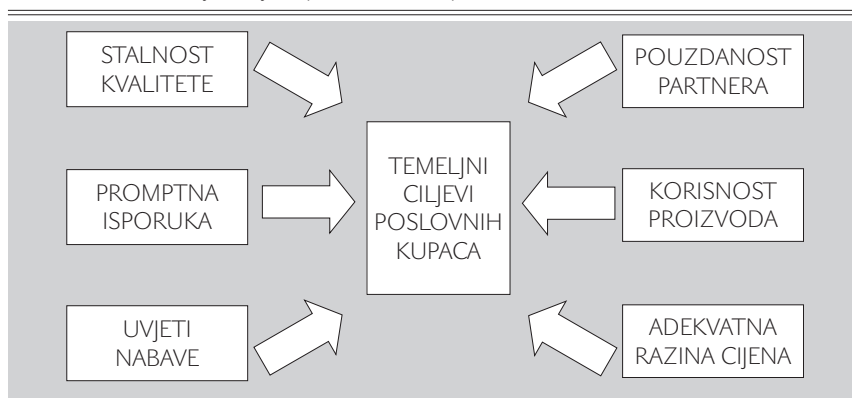 STALNOST
KVALITETE
POUZDANOST
PARTNERA
TEMELJNI
CILJEVI
POSLOVNIH
KUPACA
PROMPTNA
ISPORUKA
KORISNOST
PROIZVODA
UVJETI
NABAVE
ADEKVATNA
RAZINA CIJENA